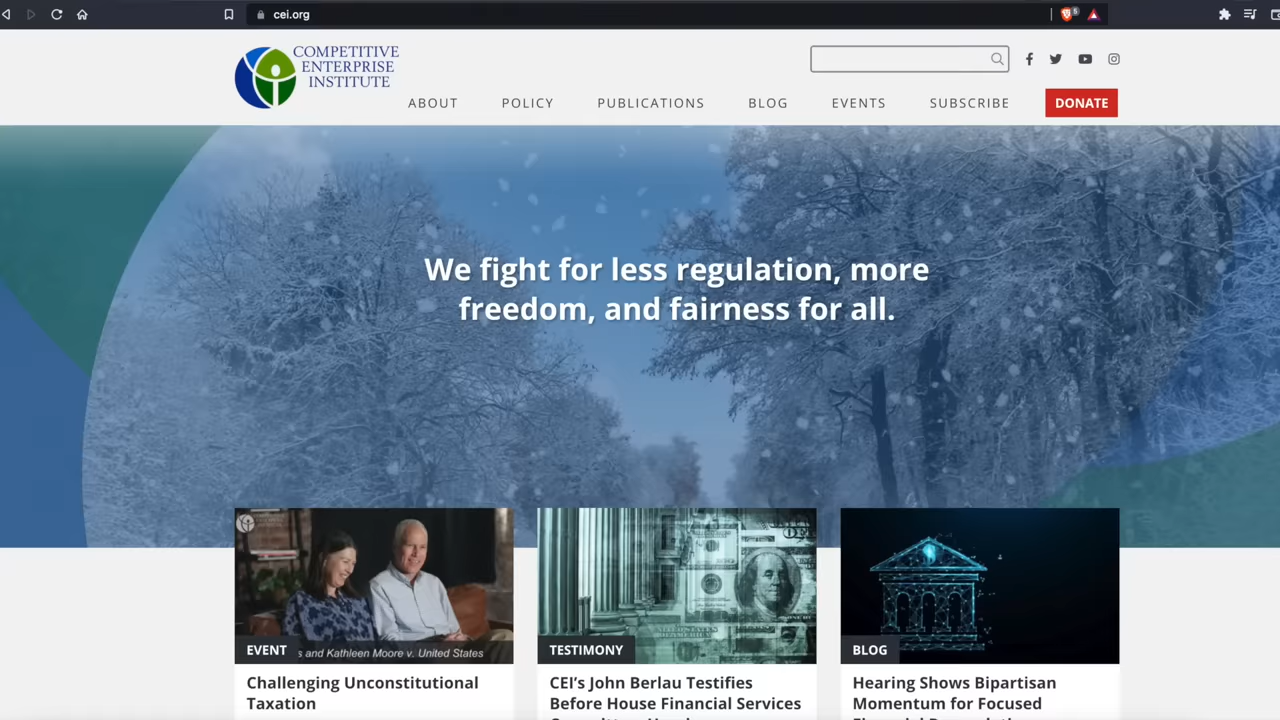 cei.org
5
COMPETITIVE
ENTERPRISE
INSTITUTE
ABOUT
POLICY
PUBLICATIONS
BLOG
EVENTS
SUBSCRIBE
DONATE
We fight for less regulation, more
freedom, and fairness for all.
EVENT
s and Kathleen Moore v. United States
Challenging Unconstitutional
Taxation
TESTIMONY
CEI's John Berlau Testifies
Before House Financial Services
BLOG
Hearing Shows Bipartisan
Momentum for Focused